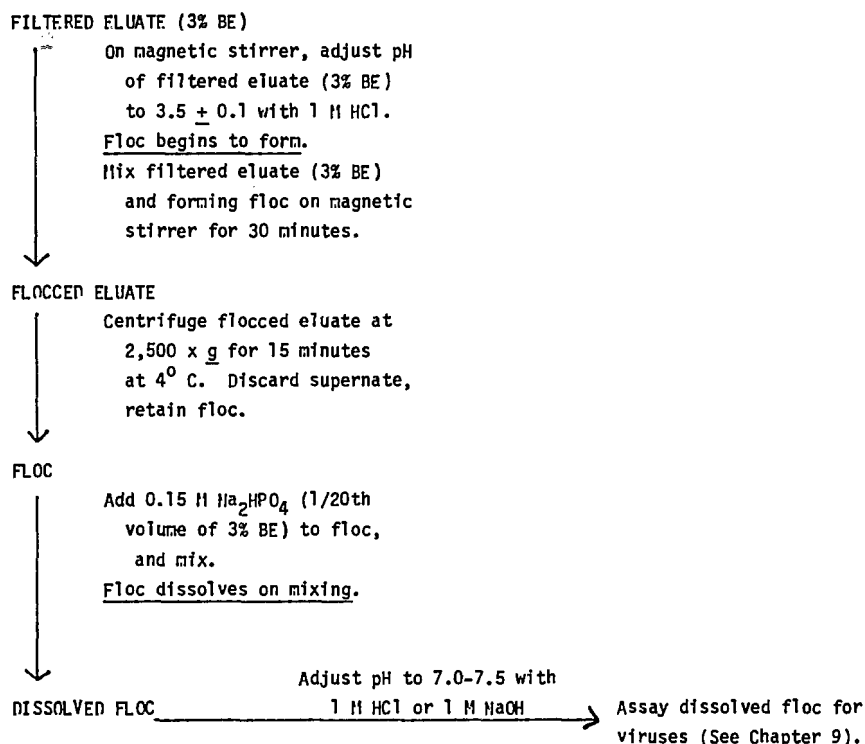 FILTERED ELUATE (3% BE)
On magnetic stirrer, adjust pH
of filtered eluate (3% BE)
to 3.5 ± 0.1 with 1 M HCl.
Floc begins to form.
Mix filtered eluate (3% BE)
and forming floc on magnetic
stirrer for 30 minutes.
FLOCCED ELUATE
Centrifuge flocced eluate at
2,500 x g for 15 minutes
at 4° C. Discard supernate,
retain floc.
FLOC
Add 0.15 M Na₂HPO₄ (1/20th
volume of 3% BE) to floc,
and mix.
Floc dissolves on mixing.
Adjust pH to 7.0-7.5 with
DISSOLVED FLOC 1 M HCl or 1 M NaOH Assay dissolved floc for
viruses (See Chapter 9).